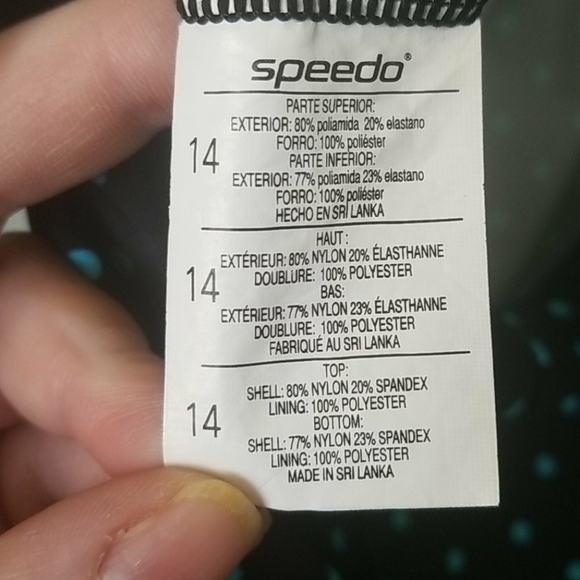 speedo®
PARTE SUPERIOR:
EXTERIOR: 80% poliamida 20% elastano
FORRO: 100% poliéster
14
PARTE INFERIOR:
EXTERIOR: 77% poliamida 23% elastano
FORRO: 100% poliéster
HECHO EN SRI LANKA
HAUT :
EXTÉRIEUR: 80% NYLON 20% ÉLASTHANNE
DOUBLURE: 100% POLYESTER
14
BAS:
EXTÉRIEUR: 77% NYLON 23% ÉLASTHANNE
DOUBLURE: 100% POLYESTER
FABRIQUÉ AU SRI LANKA
TOP:
SHELL: 80% NYLON 20% SPANDEX
LINING: 100% POLYESTER
14
BOTTOM:
SHELL: 77% NYLON 23% SPANDEX
LINING: 100% POLYESTER
MADE IN SRI LANKA